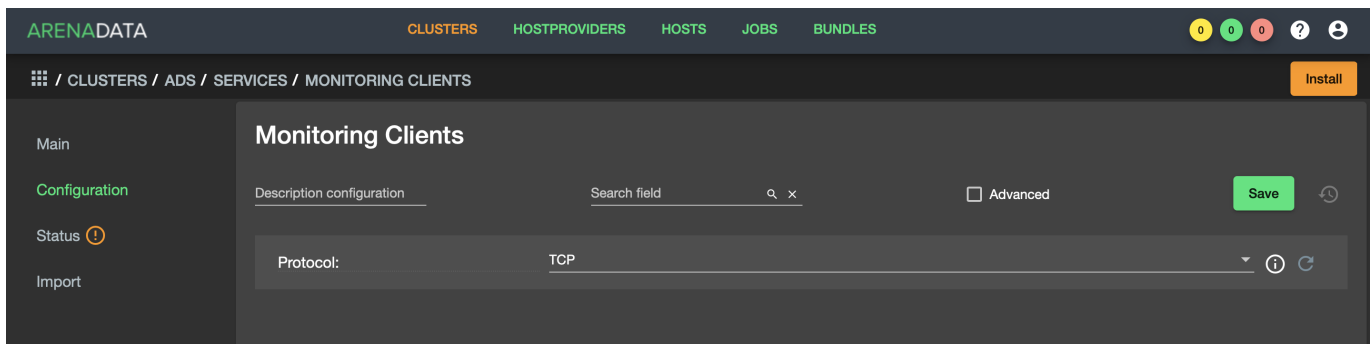 ARENADATA CLUSTERS HOSTPROVIDERS HOSTS JOBS BUNDLES 0 0 0 ?
/ CLUSTERS / ADS / SERVICES / MONITORING CLIENTS Install
Main
Configuration
Status !
Import
Monitoring Clients
Description configuration Search field Advanced Save
Protocol: TCP